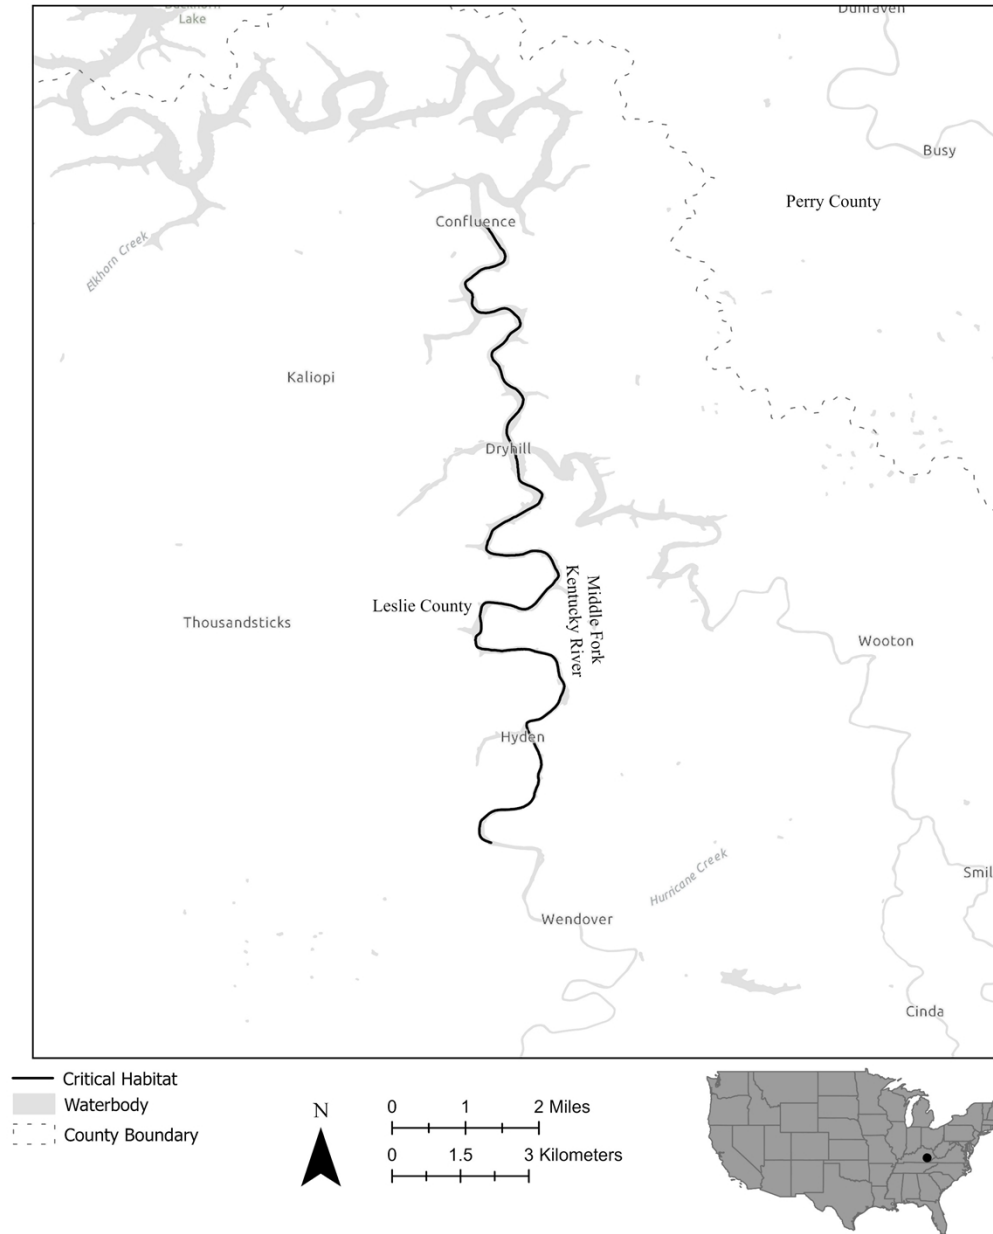 Lake
Dunraven
Busy
Perry County
Confluence
Elkhorn Creek
Kaliopi
Dryhill
Middle Fork
Kentucky River
Leslie County
Thousandsticks
Wooton
Hyden
Hurricane Creek
Smil
Wendover
Cinda
Critical Habitat
Waterbody
County Boundary
N
0 1 2 Miles
0 1.5 3 Kilometers